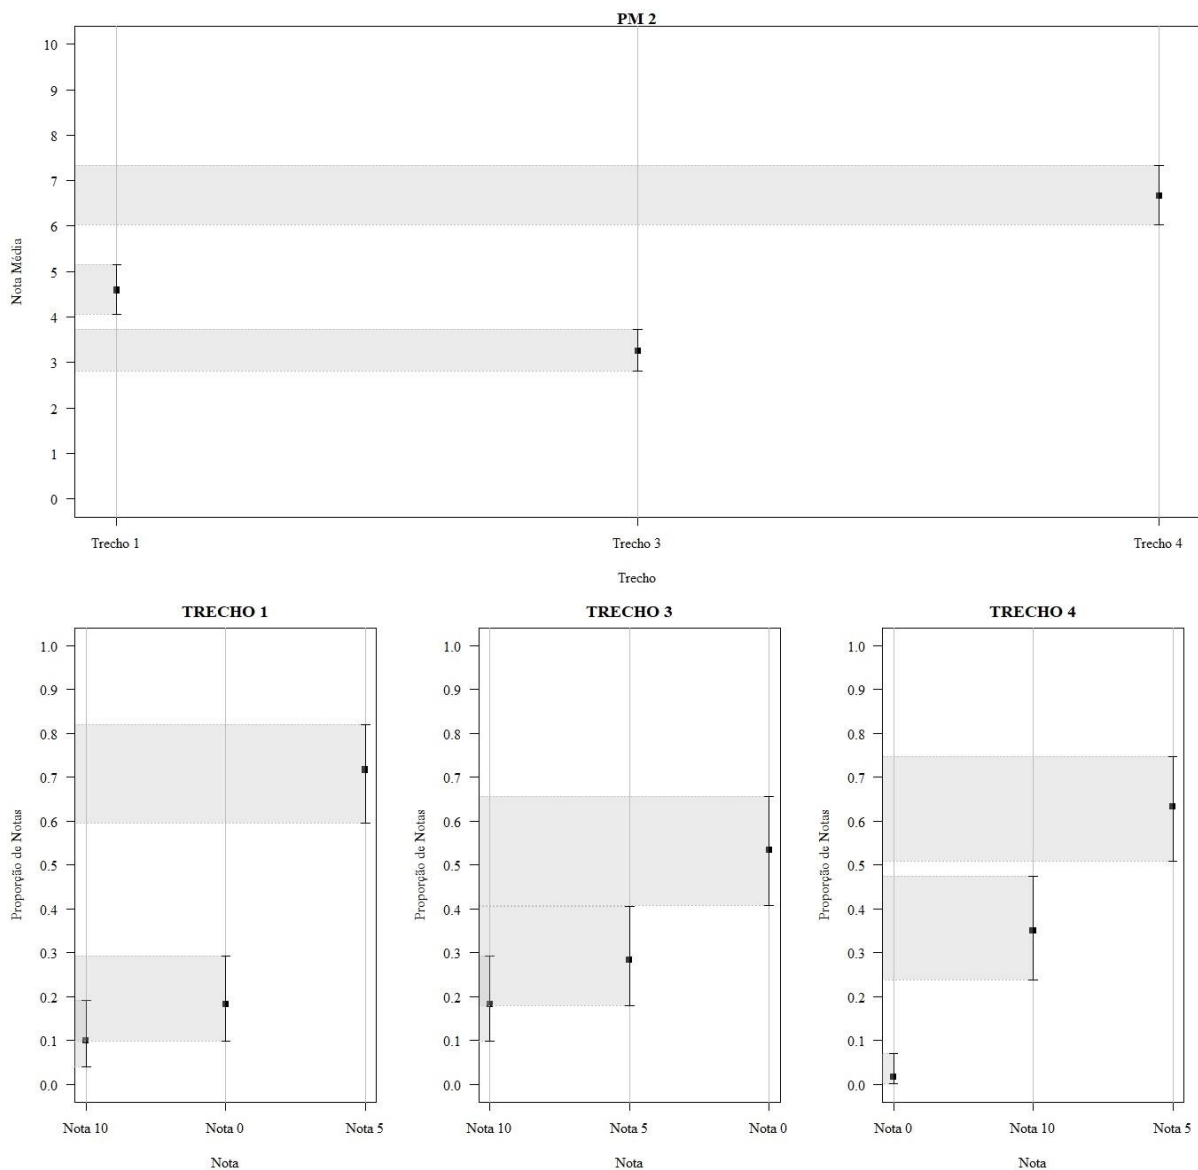 PM 2
Nota Média
10
9
8
7
6
5
4
3
2
1
0
Trecho 1 Trecho 3 Trecho 4
Trecho
TRECHO 1
Proporção de Notas
1.0
0.9
0.8
0.7
0.6
0.5
0.4
0.3
0.2
0.1
0.0
Nota 10 Nota 0 Nota 5
Nota
TRECHO 3
Proporção de Notas
1.0
0.9
0.8
0.7
0.6
0.5
0.4
0.3
0.2
0.1
0.0
Nota 10 Nota 5 Nota 0
Nota
TRECHO 4
Proporção de Notas
1.0
0.9
0.8
0.7
0.6
0.5
0.4
0.3
0.2
0.1
0.0
Nota 0 Nota 10 Nota 5
Nota